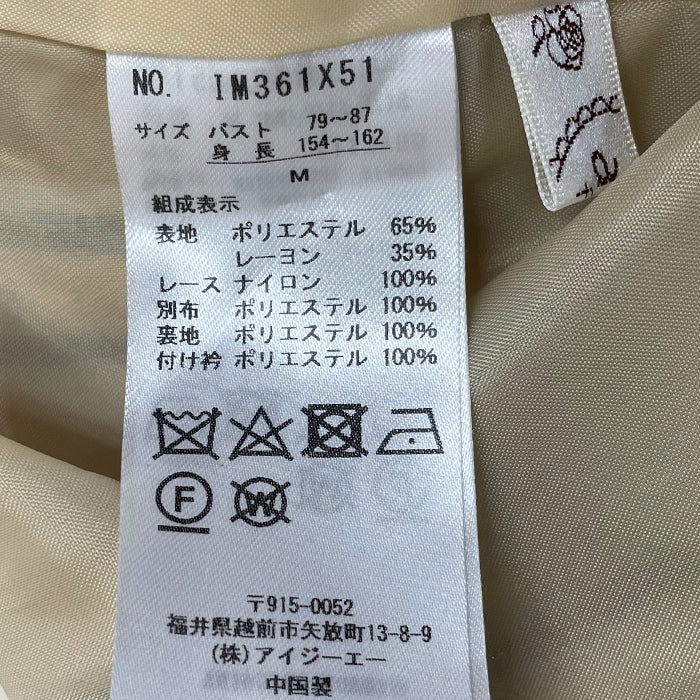 NO. IM361X51
サイズ バスト 79〜87
身長 154〜162
M
組成表示
表地 ポリエステル 65%
レーヨン 35%
レース ナイロン 100%
別布 ポリエステル 100%
裏地 ポリエステル 100%
付け衿 ポリエステル 100%
F W
〒915-0052
福井県越前市矢放町13-8-9
(株)アイジーエー
中国製